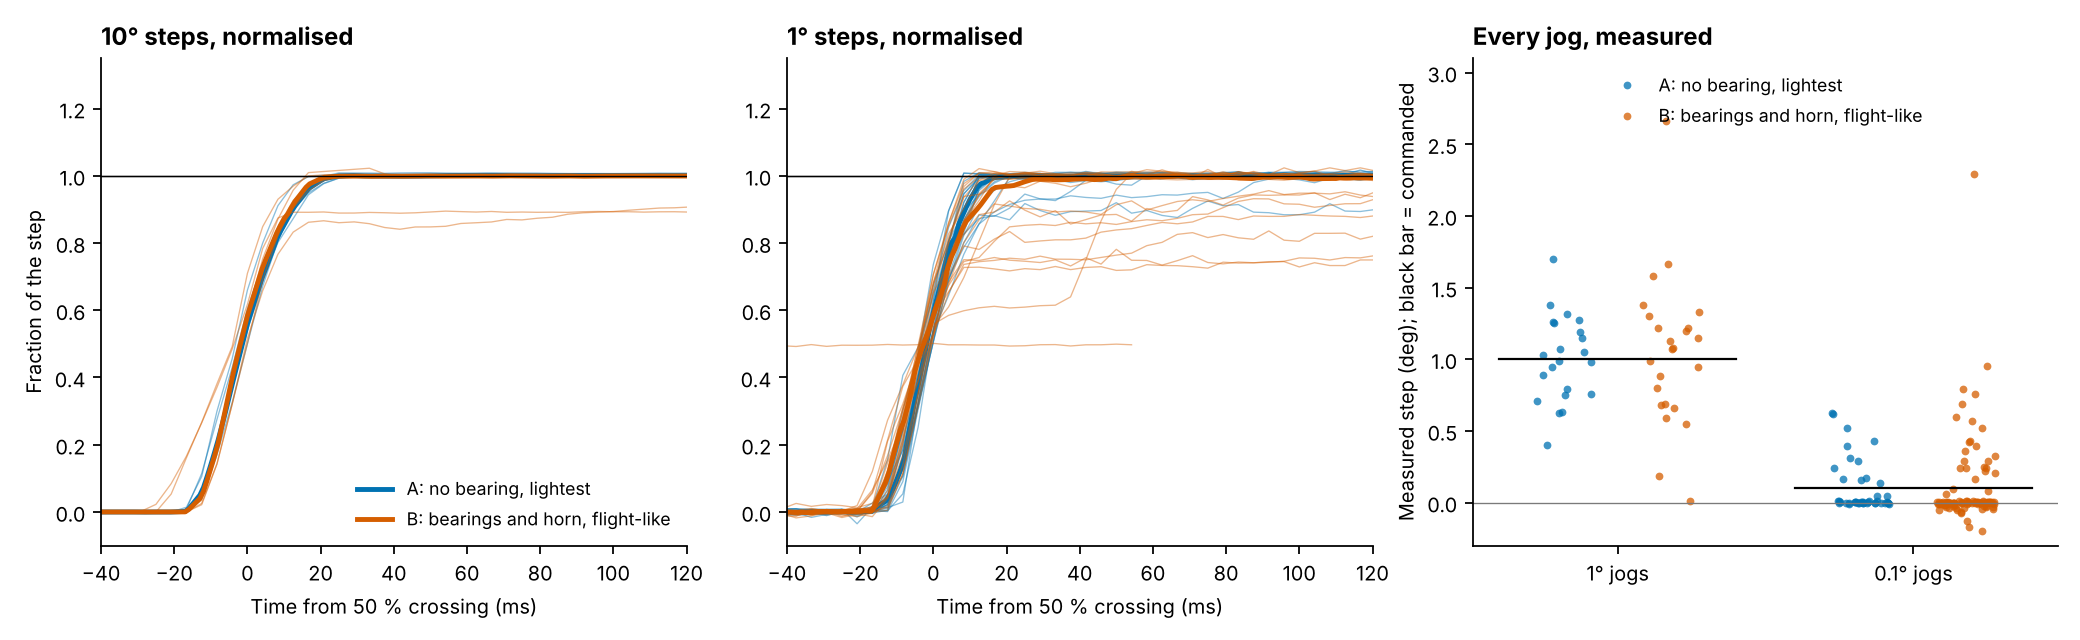 10° steps, normalised
1° steps, normalised
Every jog, measured
Fraction of the step
1.2
1.0
0.8
0.6
0.4
0.2
0.0
A: no bearing, lightest
B: bearings and horn, flight-like
−40 −20 0 20 40 60 80 100 120
Time from 50 % crossing (ms)
1.2
1.0
0.8
0.6
0.4
0.2
0.0
−40 −20 0 20 40 60 80 100 120
Time from 50 % crossing (ms)
Measured step (deg); black bar = commanded
3.0
2.5
2.0
1.5
1.0
0.5
0.0
A: no bearing, lightest
B: bearings and horn, flight-like
1° jogs
0.1° jogs